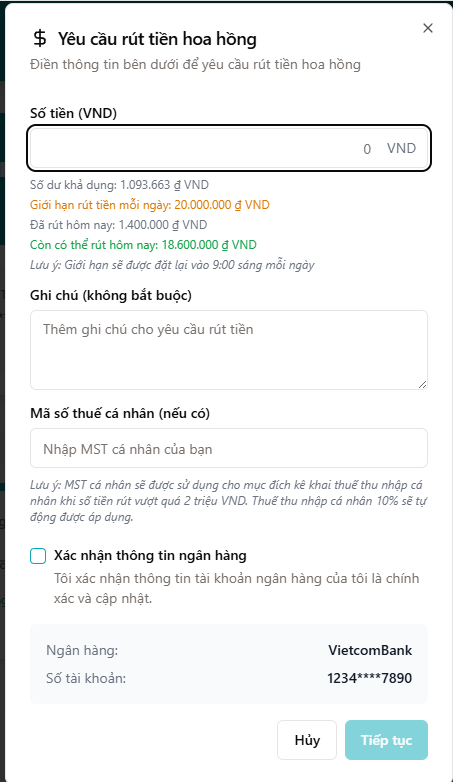 Yêu cầu rút tiền hoa hồng
Điền thông tin bên dưới để yêu cầu rút tiền hoa hồng
Số tiền (VND)
0 VND
Số dư khả dụng: 1.093.663 ₫ VND
Giới hạn rút tiền mỗi ngày: 20.000.000 ₫ VND
Đã rút hôm nay: 1.400.000 ₫ VND
Còn có thể rút hôm nay: 18.600.000 ₫ VND
Lưu ý: Giới hạn sẽ được đặt lại vào 9:00 sáng mỗi ngày
Ghi chú (không bắt buộc)
Thêm ghi chú cho yêu cầu rút tiền
Mã số thuế cá nhân (nếu có)
Nhập MST cá nhân của bạn
Lưu ý: MST cá nhân sẽ được sử dụng cho mục đích kê khai thuế thu nhập cá
nhân khi số tiền rút vượt quá 2 triệu VND. Thuế thu nhập cá nhân 10% sẽ tự
động được áp dụng.
Xác nhận thông tin ngân hàng
Tôi xác nhận thông tin tài khoản ngân hàng của tôi là chính
xác và cập nhật.
Ngân hàng: VietcomBank
Số tài khoản: 1234****7890
Hủy Tiếp tục